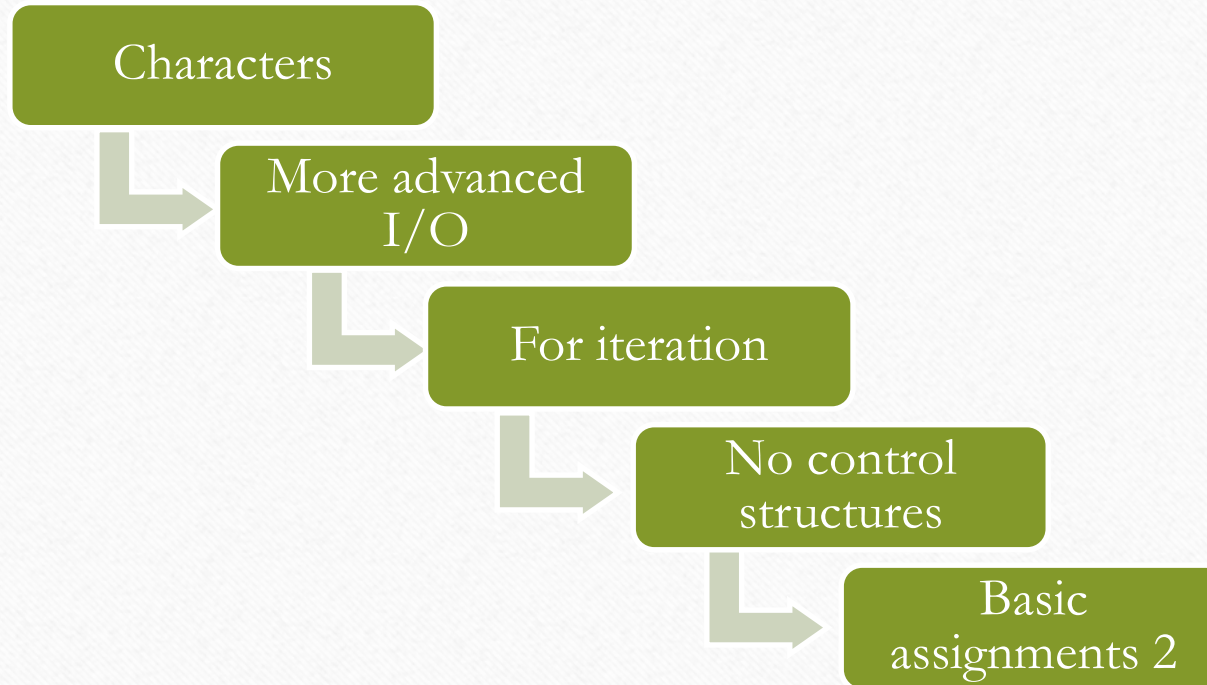 Characters
More advanced
I/O
For iteration
No control
structures
Basic
assignments 2